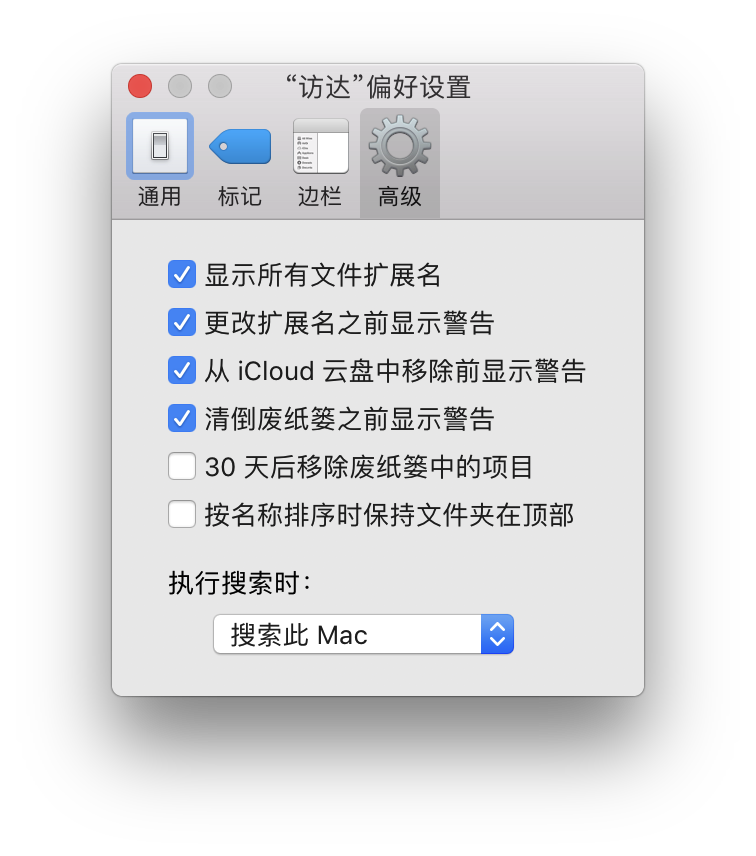 “访达”偏好设置
通用 标记 边栏 高级
显示所有文件扩展名
更改扩展名之前显示警告
从 iCloud 云盘中移除前显示警告
清倒废纸篓之前显示警告
30 天后移除废纸篓中的项目
按名称排序时保持文件夹在顶部
执行搜索时：
搜索此 Mac